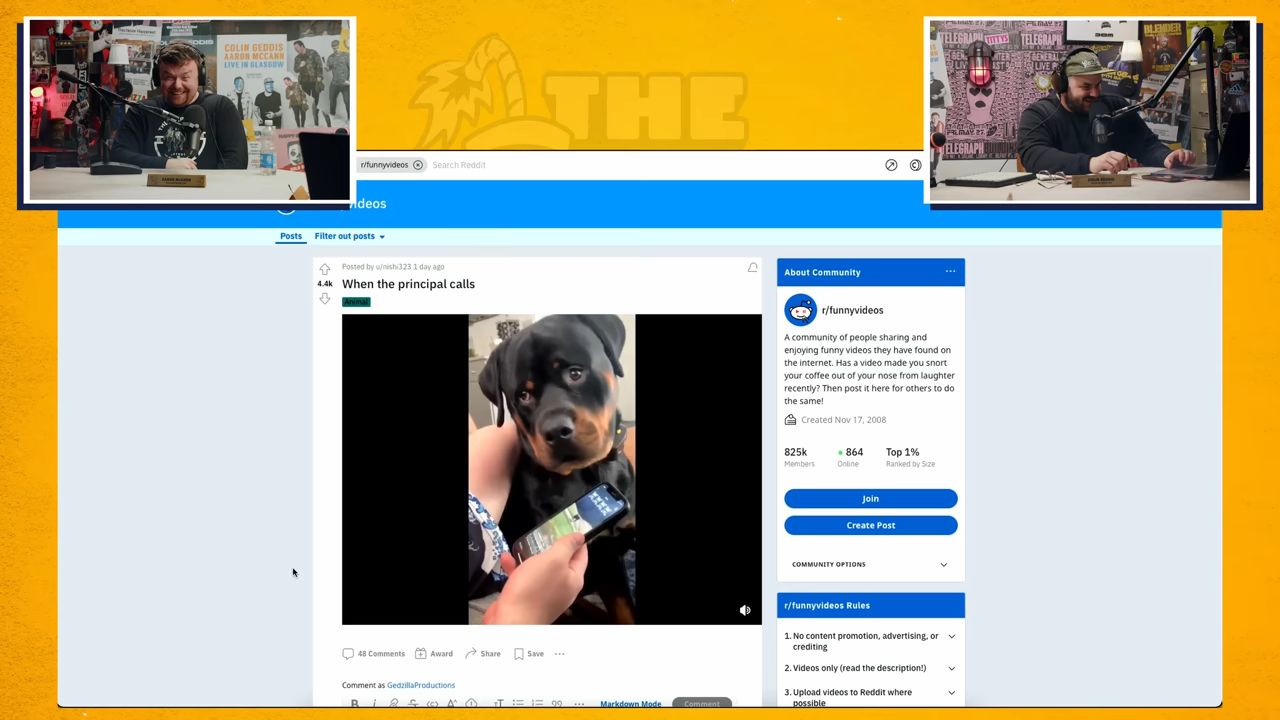 COLIN GEDDIS
AARON MCCANN
LIVE IN GLASGOW
THE
TELEGRAPH
TITTYS
BLENDER
TELEGRAPH
r/funnyvideos
Search Reddit
videos
Posts
Filter out posts
Posted by u/nishi323 1 day ago
4.4k
When the principal calls
Animal
48 Comments
Award
Share
Save
Comment as GedzillaProductions
Markdown Mode
Comment
About Community
r/funnyvideos
A community of people sharing and
enjoying funny videos they have found on
the internet. Has a video made you snort
your coffee out of your nose from laughter
recently? Then post it here for others to do
the same!
Created Nov 17, 2008
825k
864
Top 1%
Members
Online
Ranked by Size
Join
Create Post
COMMUNITY OPTIONS
r/funnyvideos Rules
1. No content promotion, advertising, or
crediting
2. Videos only (read the description!)
3. Upload videos to Reddit where
possible